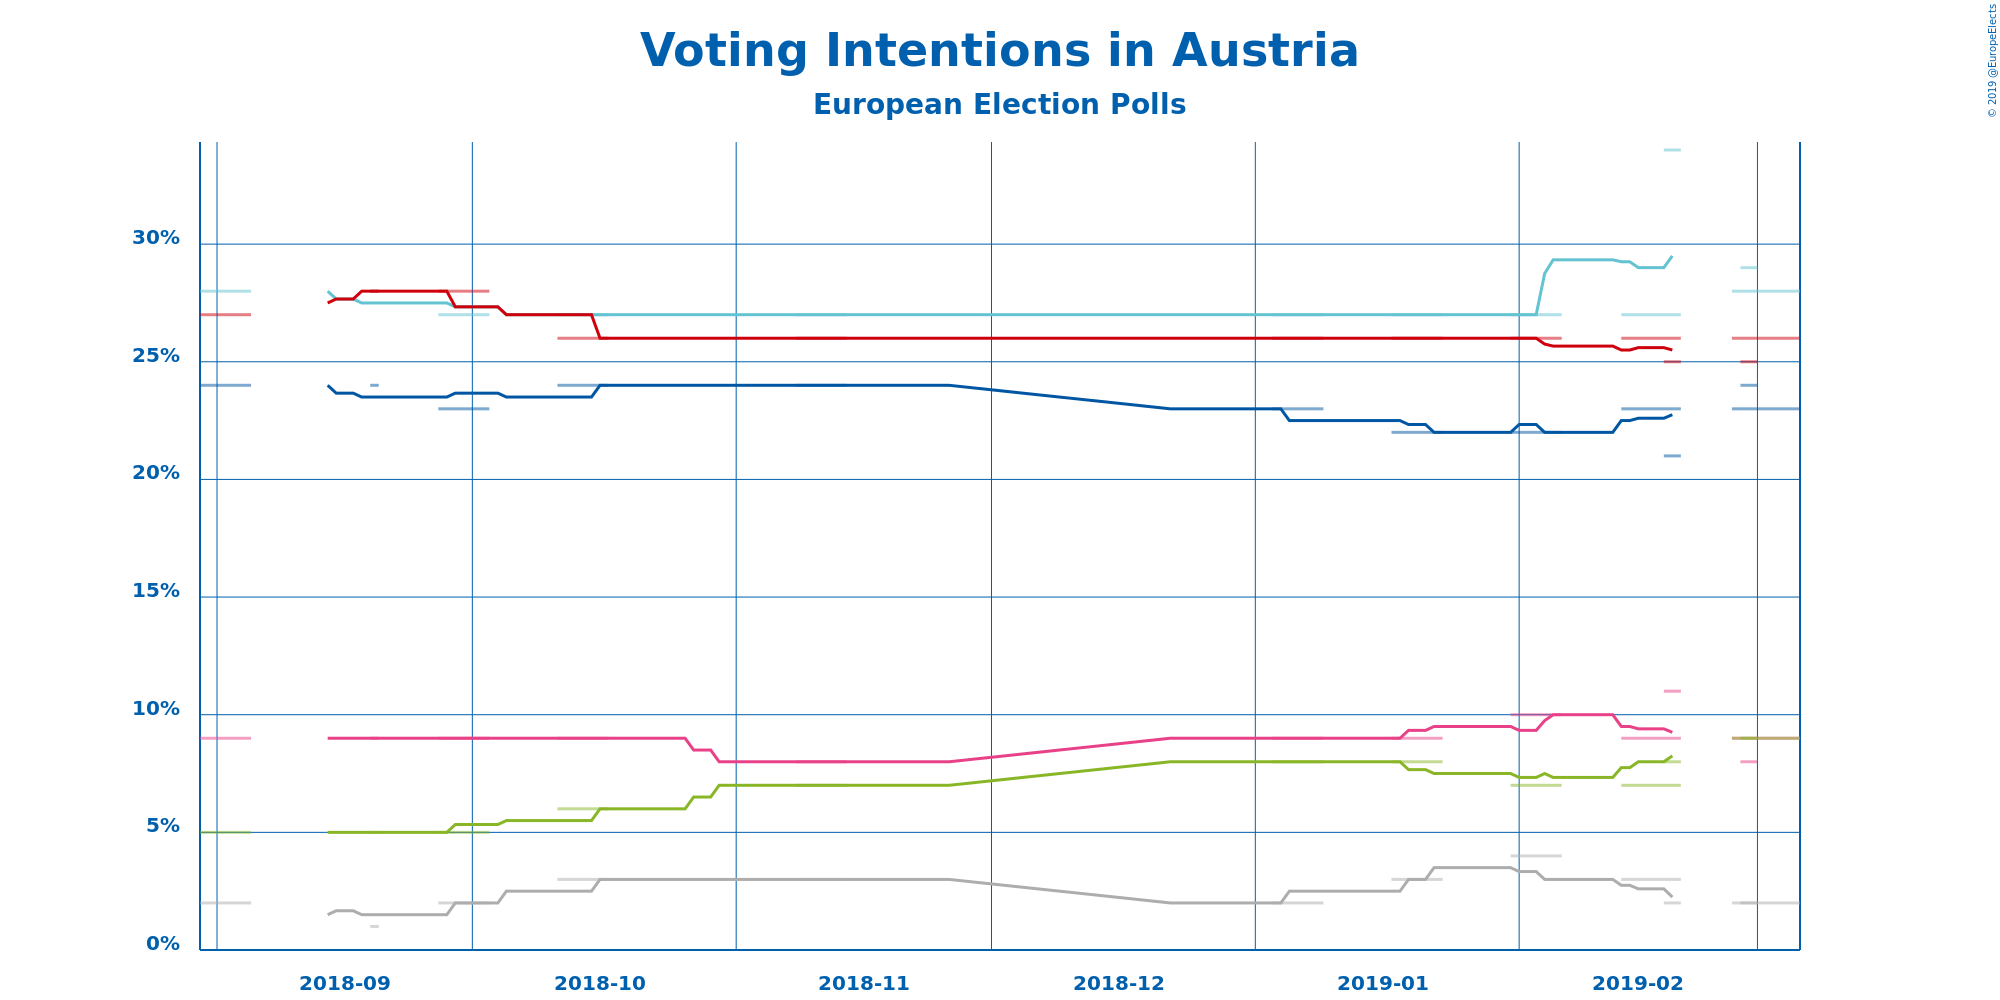 Voting Intentions in Austria
European Election Polls
© 2019 @EuropeElects
30%
25%
20%
15%
10%
5%
0%
2018-09 2018-10 2018-11 2018-12 2019-01 2019-02